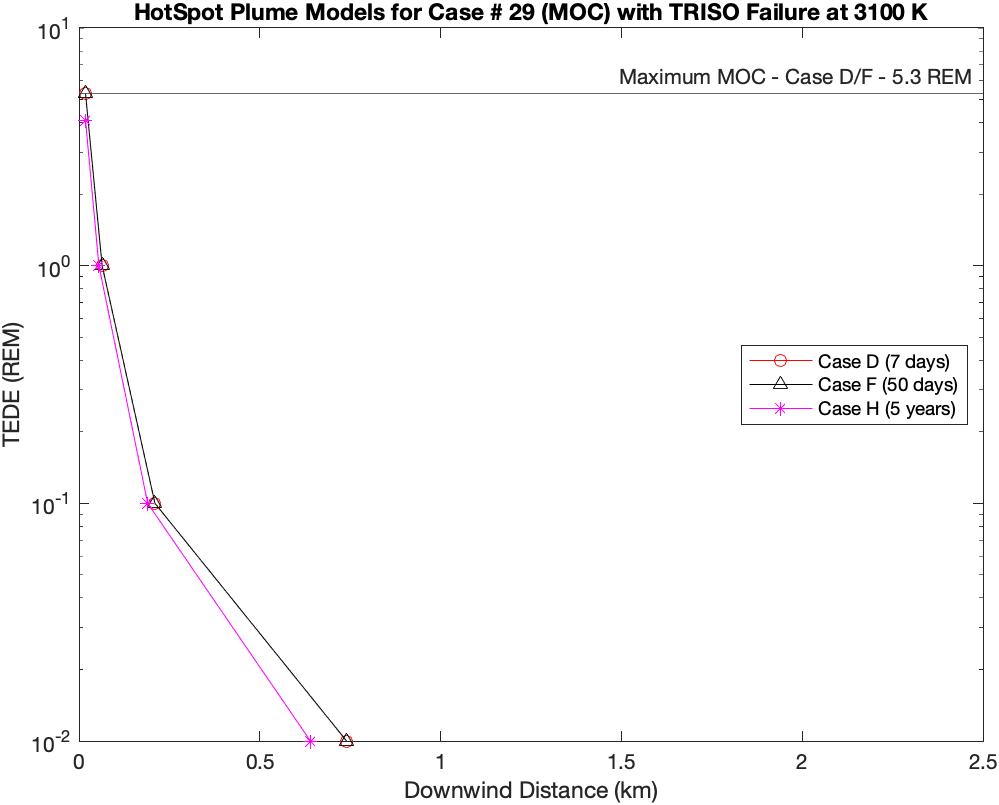 HotSpot Plume Models for Case # 29 (MOC) with TRISO Failure at 3100 K
10^1
Maximum MOC - Case D/F - 5.3 REM
10^0
TEDE (REM)
Case D (7 days)
Case F (50 days)
Case H (5 years)
10^-1
10^-2
0 0.5 1 1.5 2 2.5
Downwind Distance (km)